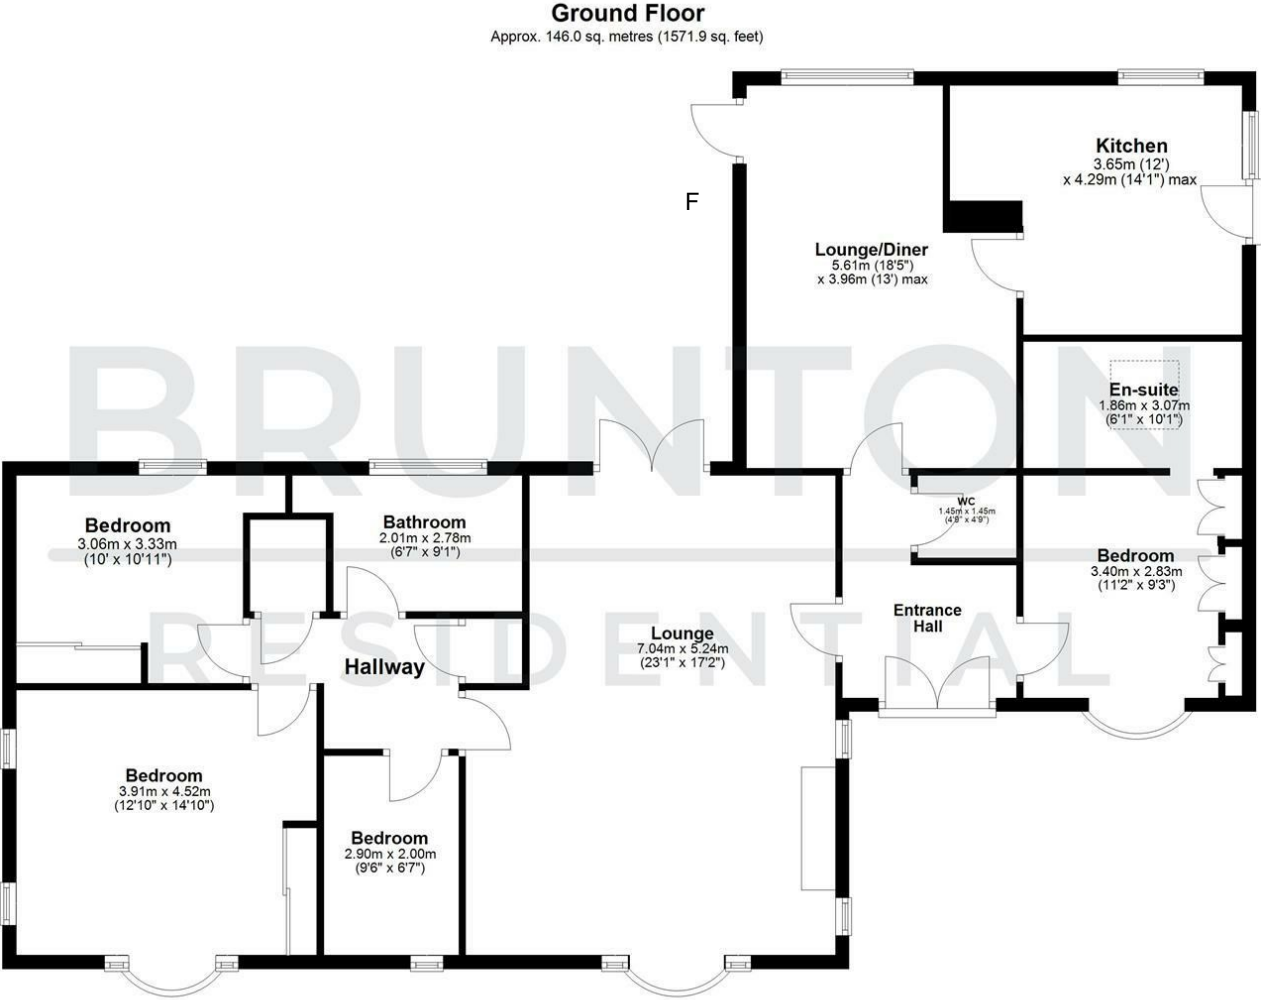 Ground Floor
Approx. 146.0 sq. metres (1571.9 sq. feet)
Kitchen
3.65m (12')
x 4.29m (14'1") max
F
Lounge/Diner
5.61m (18'5")
x 3.96m (13') max
BRUNTON
RESIDENTIAL
En-suite
1.86m x 3.07m
(6'1" x 10'1")
Bedroom
3.06m x 3.33m
(10' x 10'11")
Bathroom
2.01m x 2.78m
(6'7" x 9'1")
WC
1.45m x 1.45m
(4'9" x 4'9")
Bedroom
3.40m x 2.83m
(11'2" x 9'3")
Entrance
Hall
Lounge
7.04m x 5.24m
(23'1" x 17'2")
Hallway
Bedroom
3.91m x 4.52m
(12'10" x 14'10")
Bedroom
2.90m x 2.00m
(9'6" x 6'7")